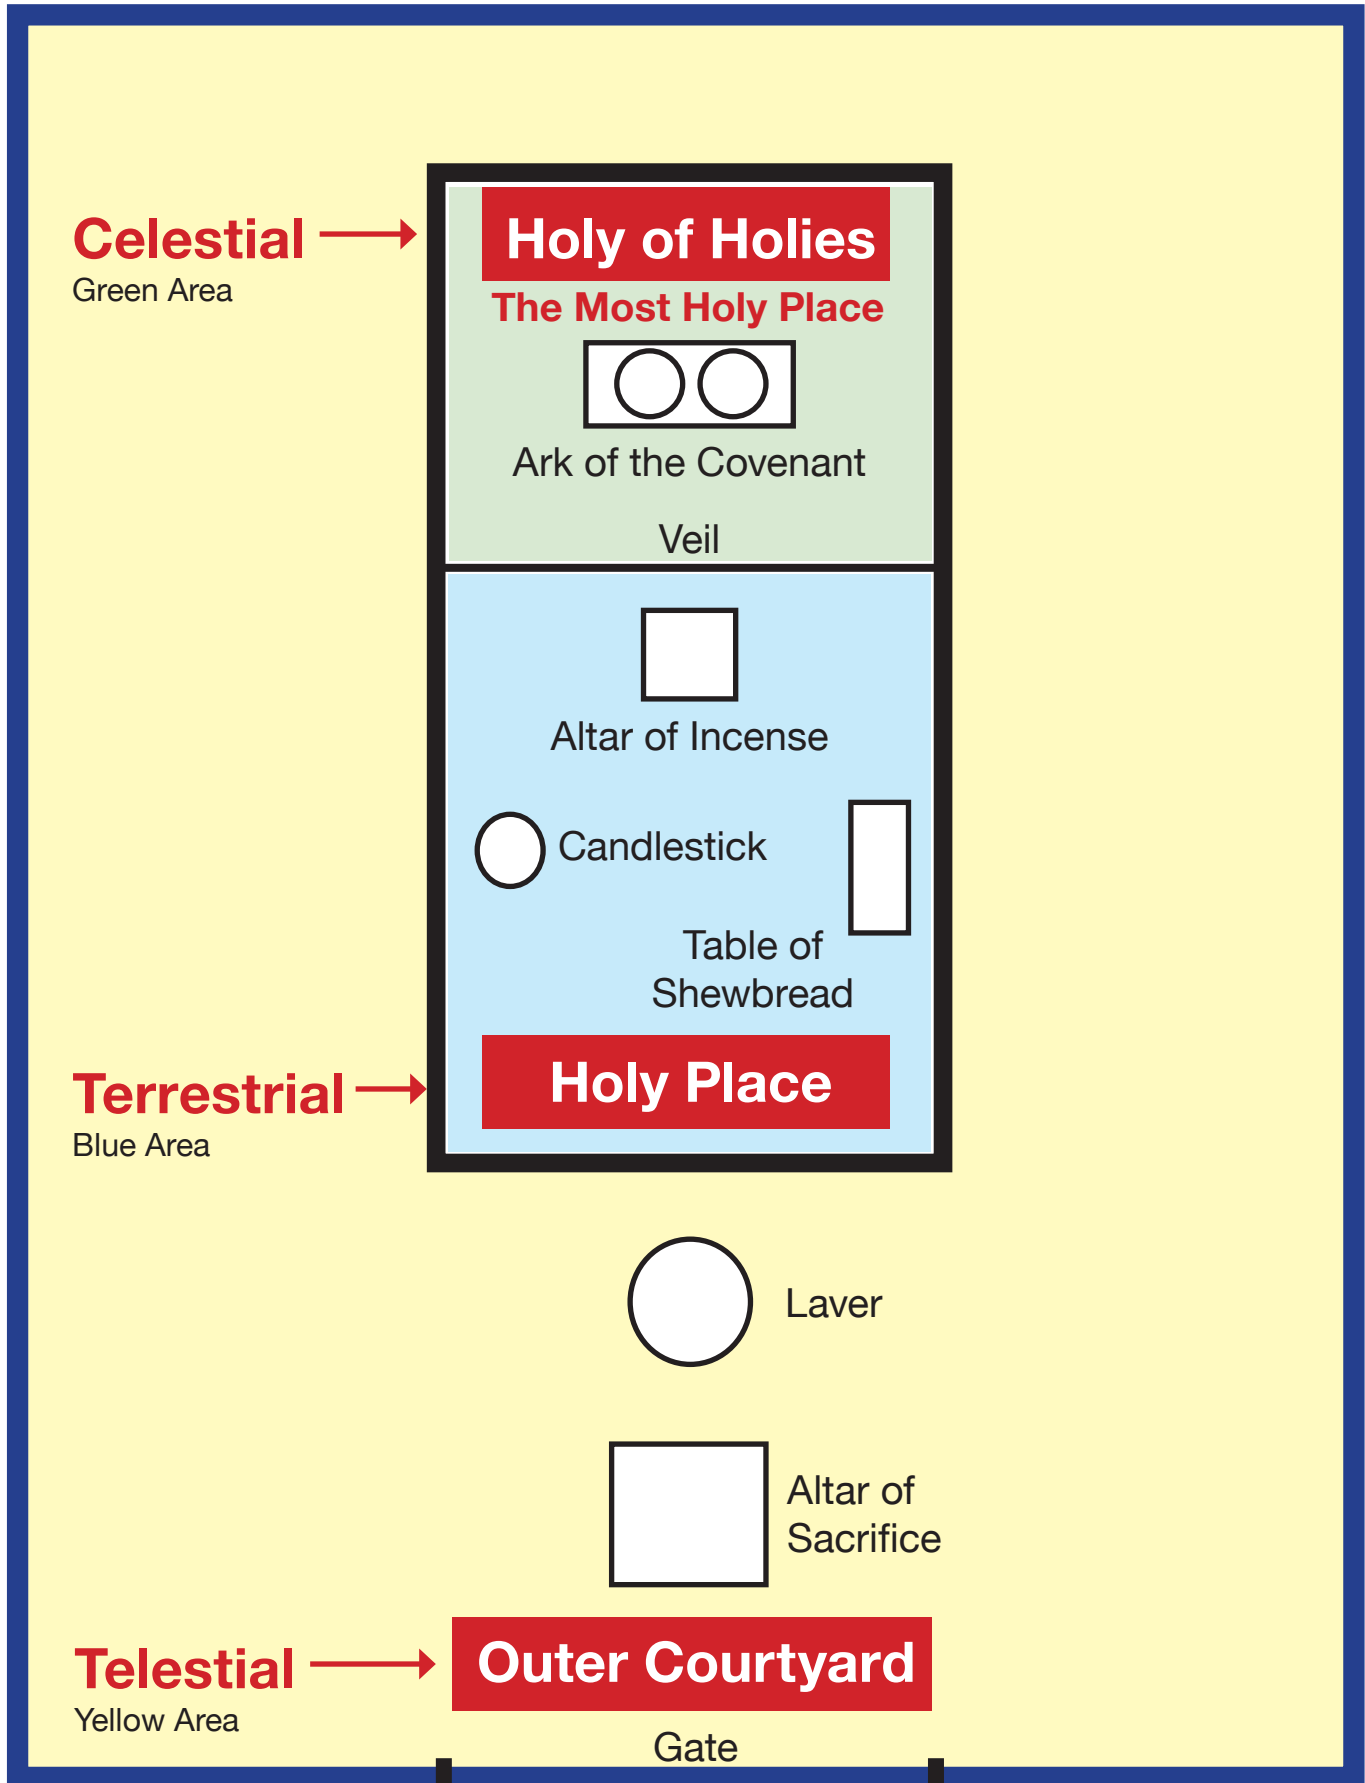 Celestial
Green Area
Holy of Holies
The Most Holy Place
Ark of the Covenant
Veil
Altar of Incense
Candlestick
Table of
Shewbread
Terrestrial
Blue Area
Holy Place
Laver
Altar of
Sacrifice
Telestial
Yellow Area
Outer Courtyard
Gate